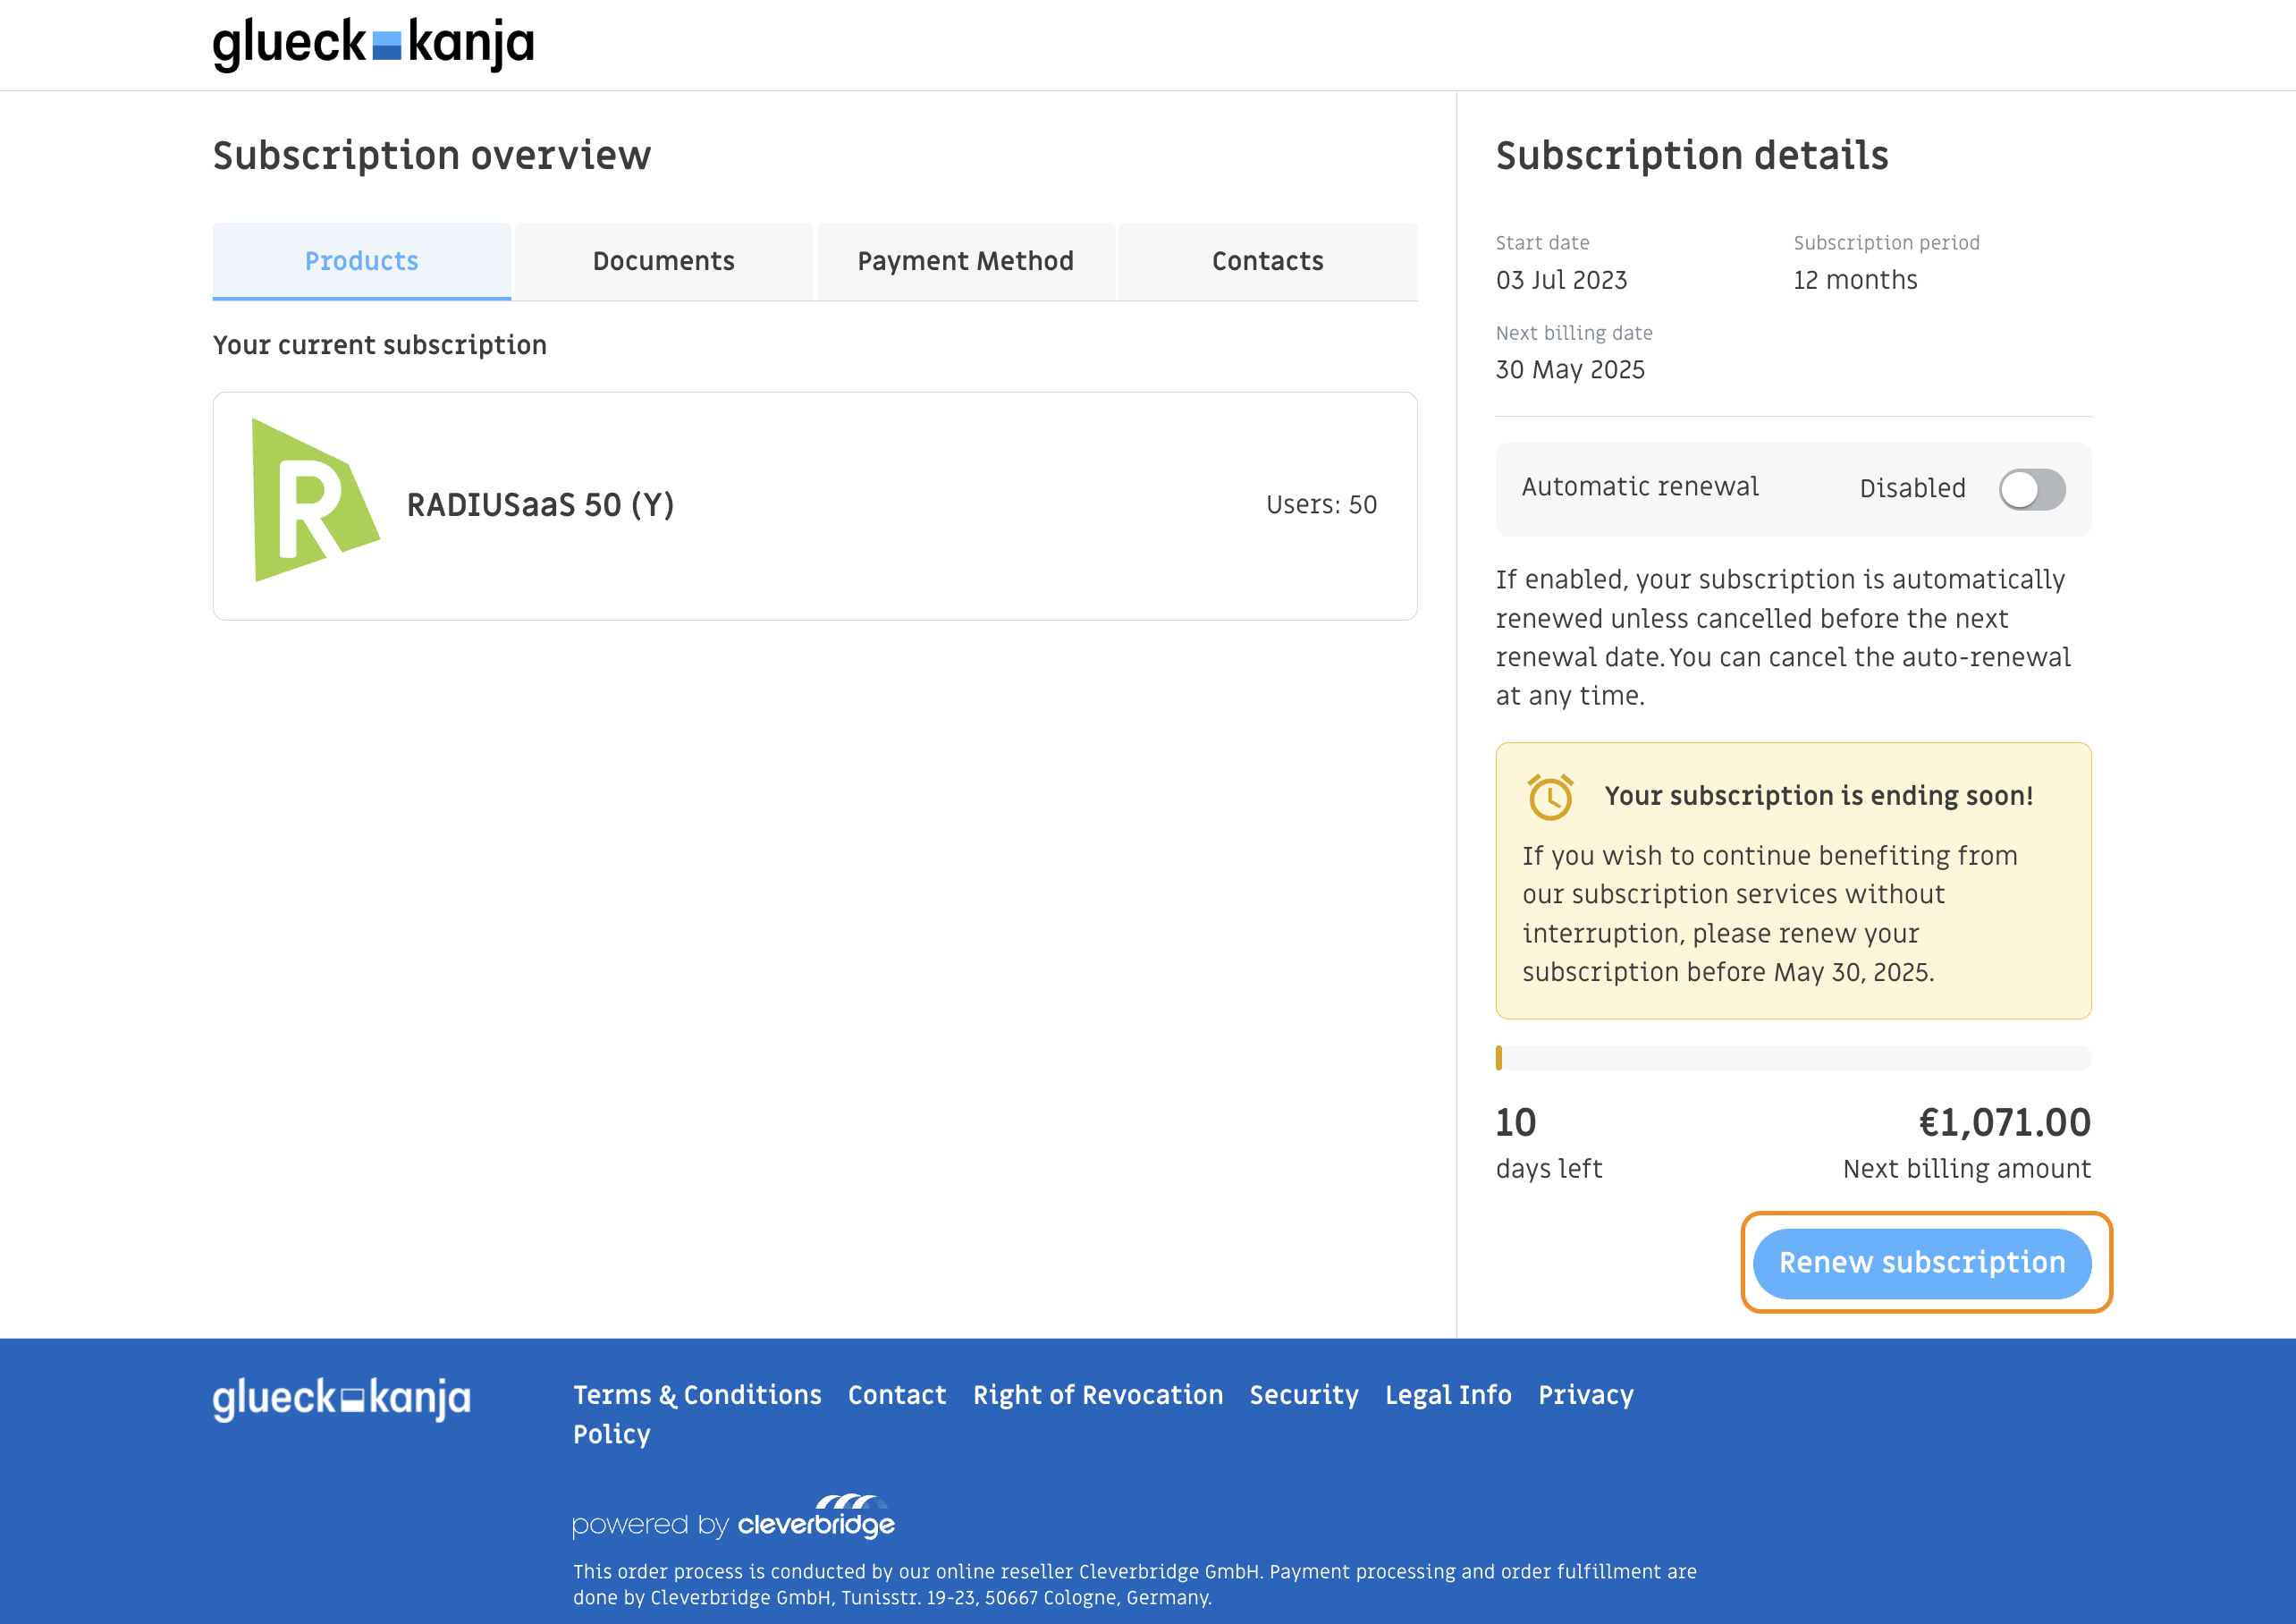 glueck kanja
Subscription overview
Products
Documents
Payment Method
Contacts
Your current subscription
R
RADIUSaaS 50 (Y)
Users: 50
Subscription details
Start date
03 Jul 2023
Subscription period
12 months
Next billing date
30 May 2025
Automatic renewal
Disabled
If enabled, your subscription is automatically
renewed unless cancelled before the next
renewal date. You can cancel the auto-renewal
at any time.
Your subscription is ending soon!
If you wish to continue benefiting from
our subscription services without
interruption, please renew your
subscription before May 30, 2025.
10
days left
€1,071.00
Next billing amount
Renew subscription
glueck kanja
Terms & Conditions Contact Right of Revocation Security Legal Info Privacy
Policy
powered by cleverbridge
This order process is conducted by our online reseller Cleverbridge GmbH. Payment processing and order fulfillment are
done by Cleverbridge GmbH, Tunisstr. 19-23, 50667 Cologne, Germany.